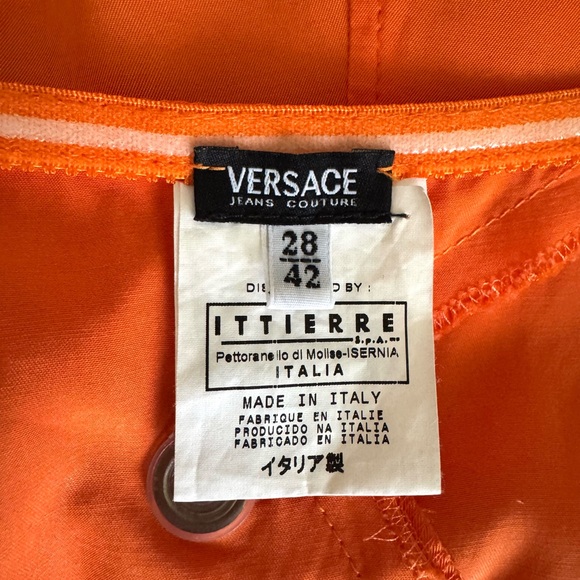 VERSACE
JEANS COUTURE
28
42
BY :
ITTIERRE
S.p.A.
Pettoranello di Molise-ISERNIA
ITALIA
MADE IN ITALY
FABRIQUE EN ITALIE
PRODUCIDO NA ITALIA
FABRICADO EN ITALIA
イタリア製